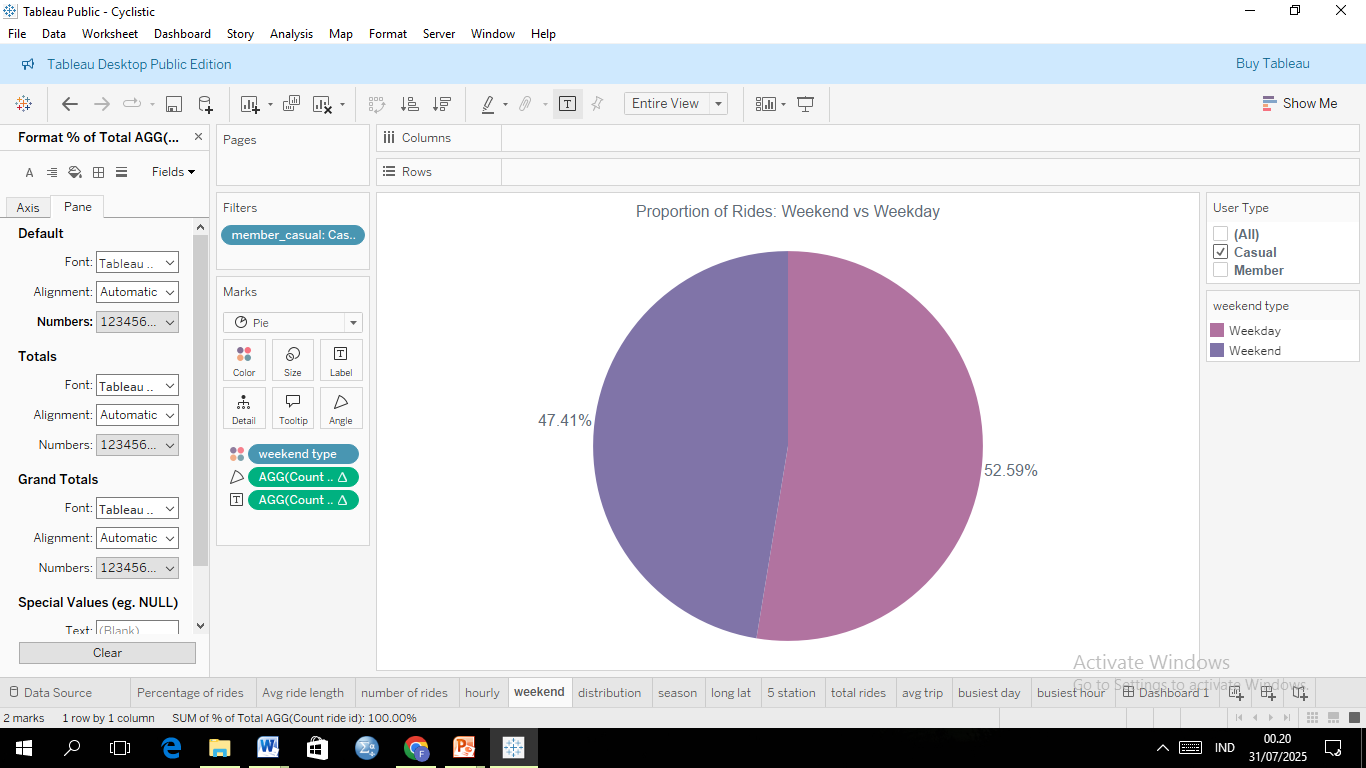 Tableau Public - Cyclistic
File Data Worksheet Dashboard Story Analysis Map Format Server Window Help
Tableau Desktop Public Edition
Buy Tableau
Entire View
Show Me
Format % of Total AGG(...
Fields
Axis
Pane
Default
Font: Tableau ..
Alignment: Automatic
Numbers: 123456...
Totals
Font: Tableau ..
Alignment: Automatic
Numbers: 123456...
Grand Totals
Font: Tableau ..
Alignment: Automatic
Numbers: 123456...
Special Values (eg. NULL)
Text: (Blank)
Clear
Pages
Filters
member_casual: Cas..
Marks
Pie
Color Size Label
Detail Tooltip Angle
weekend type
AGG(Count ..
AGG(Count ..
Columns
Rows
Proportion of Rides: Weekend vs Weekday
47.41%
52.59%
User Type
(All)
Casual
Member
weekend type
Weekday
Weekend
Activate Windows
Go to Settings to activate Windows.
Data Source Percentage of rides Avg ride length number of rides hourly weekend distribution season long lat 5 station total rides avg trip busiest day busiest hour Dashboard 1
2 marks 1 row by 1 column SUM of % of Total AGG(Count ride id): 100.00%
IND
00.20
31/07/2025